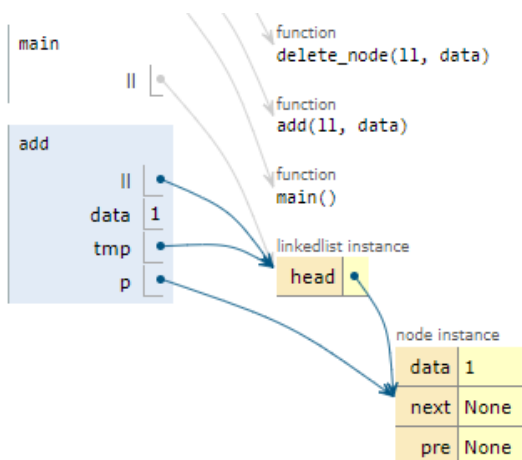 main
ll
add
ll
data 1
tmp
p
function
delete_node(ll, data)
function
add(ll, data)
function
main()
linkedlist instance
head
node instance
data 1
next None
pre None